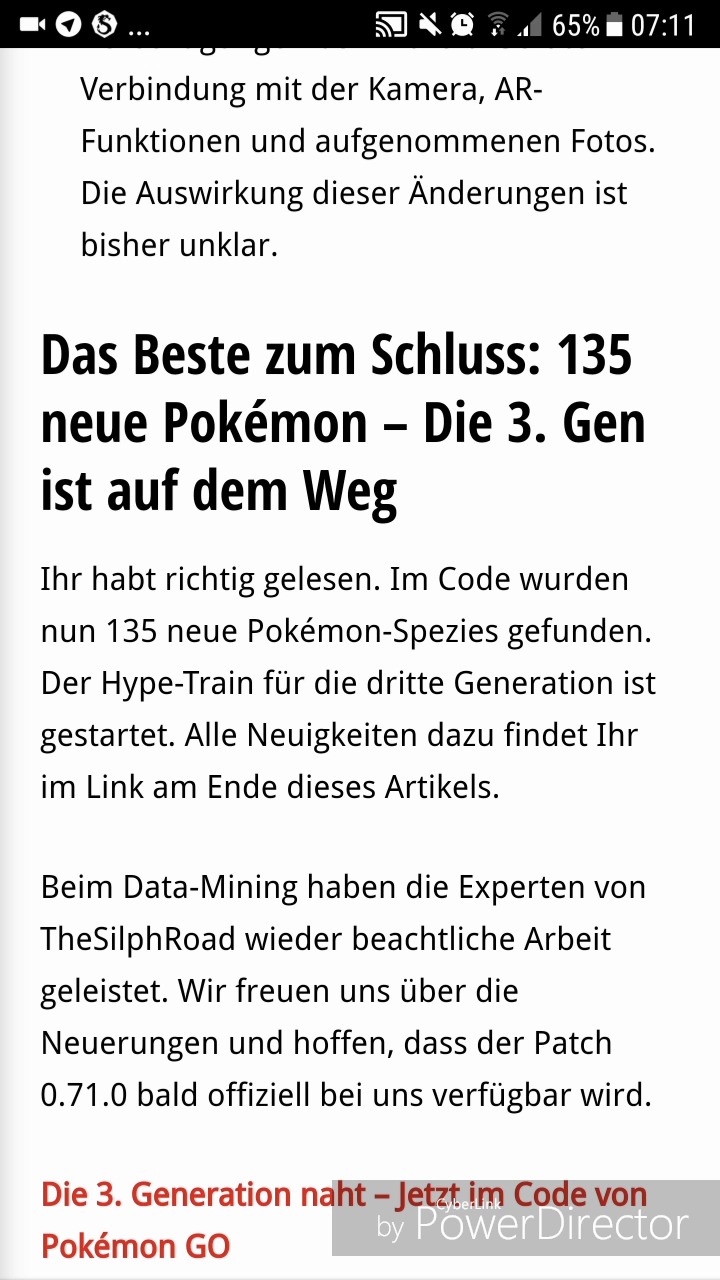 ... 65% 07:11
Verbindung mit der Kamera, AR-
Funktionen und aufgenommenen Fotos.
Die Auswirkung dieser Änderungen ist
bisher unklar.
Das Beste zum Schluss: 135
neue Pokémon – Die 3. Gen
ist auf dem Weg
Ihr habt richtig gelesen. Im Code wurden
nun 135 neue Pokémon-Spezies gefunden.
Der Hype-Train für die dritte Generation ist
gestartet. Alle Neuigkeiten dazu findet Ihr
im Link am Ende dieses Artikels.
Beim Data-Mining haben die Experten von
TheSilphRoad wieder beachtliche Arbeit
geleistet. Wir freuen uns über die
Neuerungen und hoffen, dass der Patch
0.71.0 bald offiziell bei uns verfügbar wird.
Die 3. Generation naht – Jetzt im Code von
Pokémon GO
CyberLink
by PowerDirector